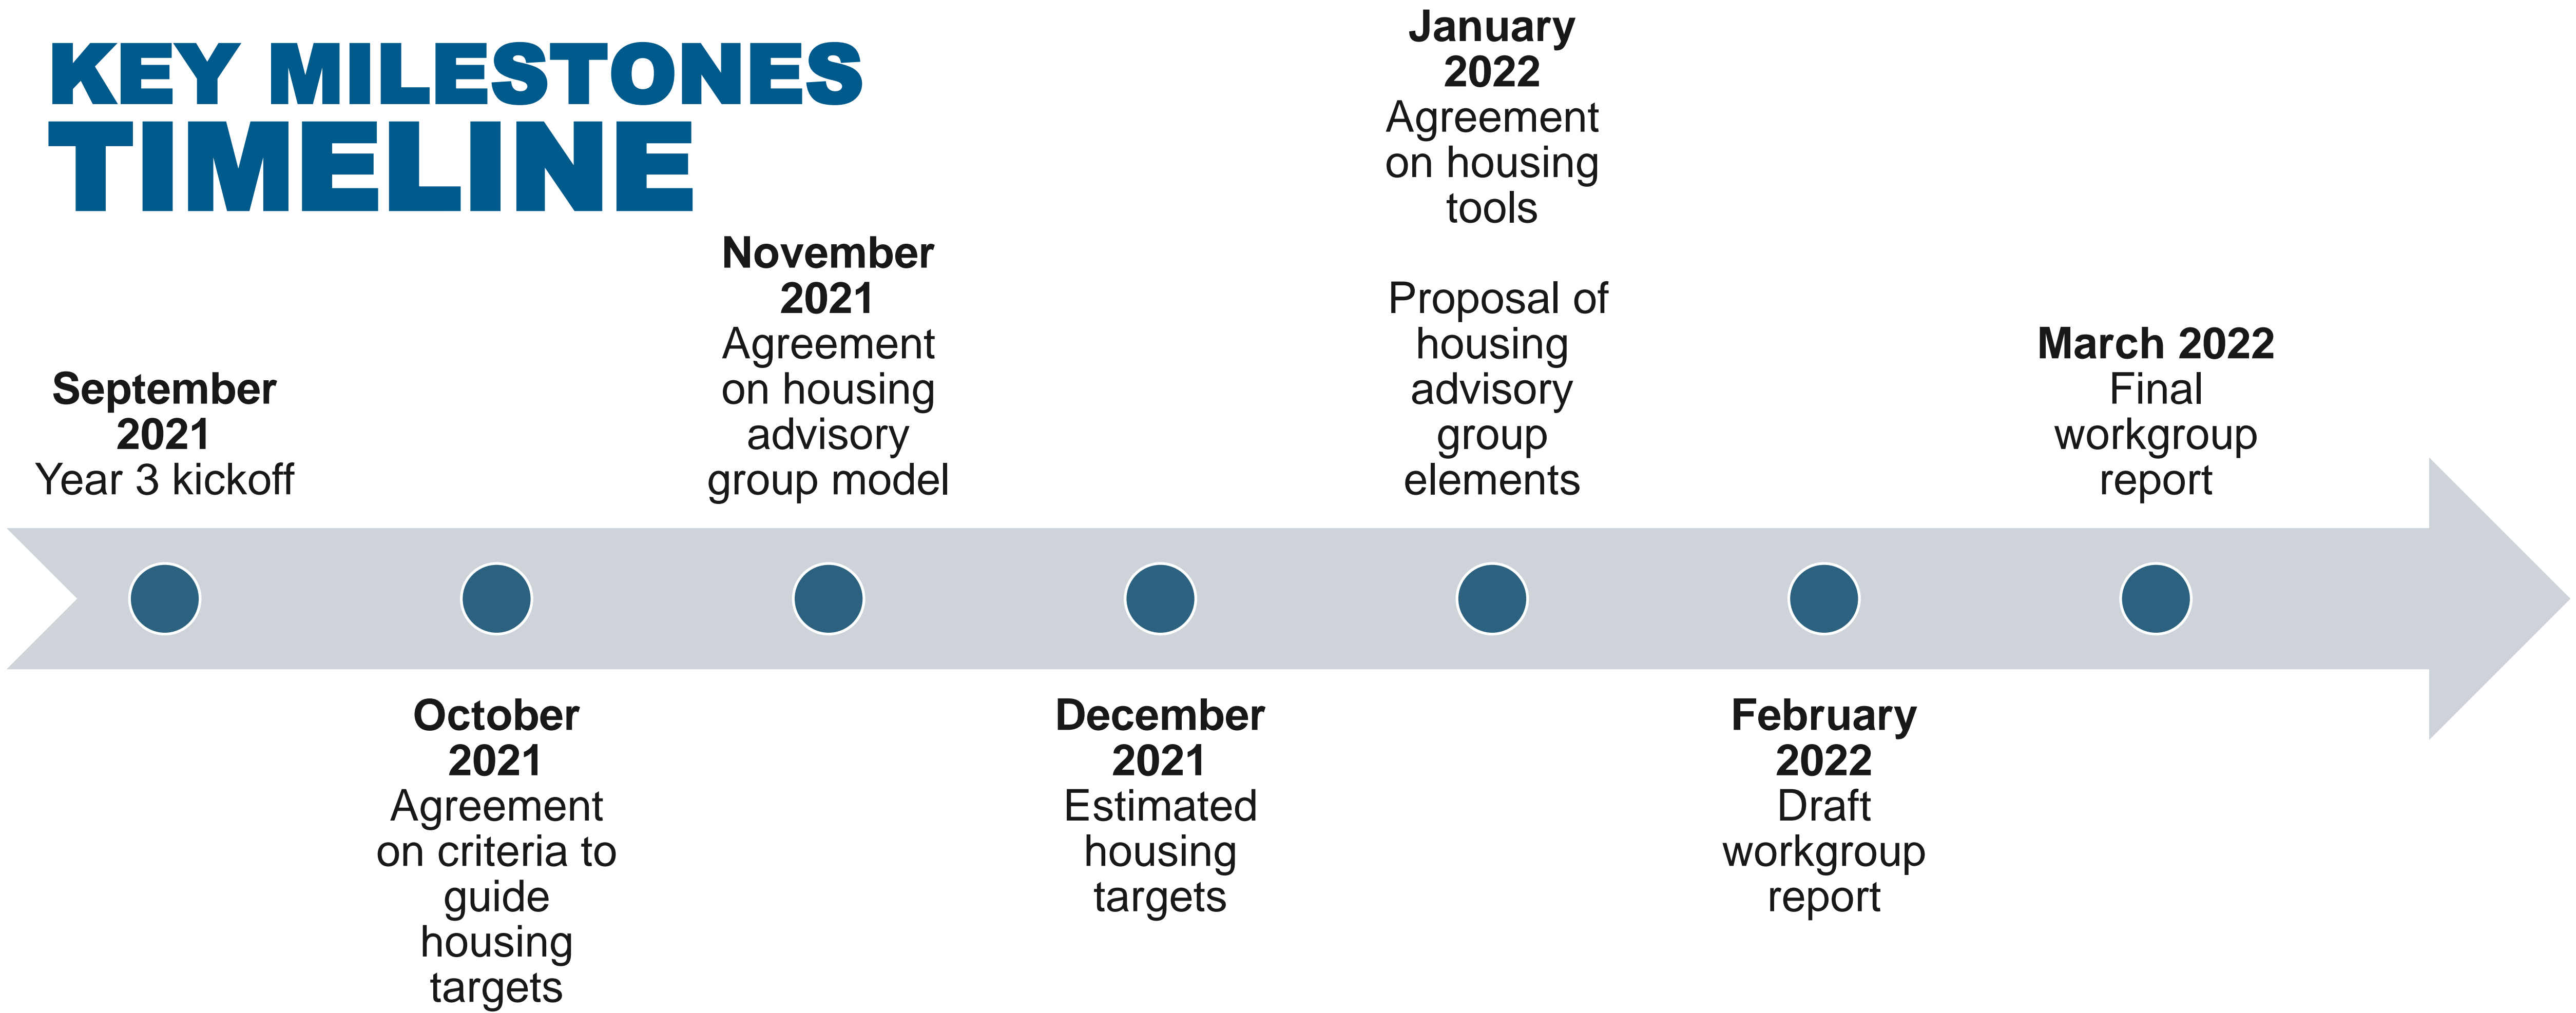 KEY MILESTONES
TIMELINE
September
2021
Year 3 kickoff
October
2021
Agreement
on criteria to
guide
housing
targets
November
2021
Agreement
on housing
advisory
group model
December
2021
Estimated
housing
targets
January
2022
Agreement
on housing
tools
Proposal of
housing
advisory
group
elements
February
2022
Draft
workgroup
report
March 2022
Final
workgroup
report